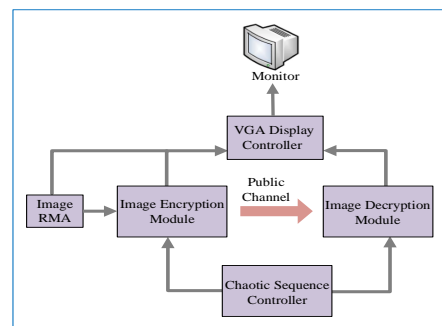 Monitor
VGA Display
Controller
Public
Channel
Image
RMA
Image Encryption
Module
Image Decryption
Module
Chaotic Sequence
Controller